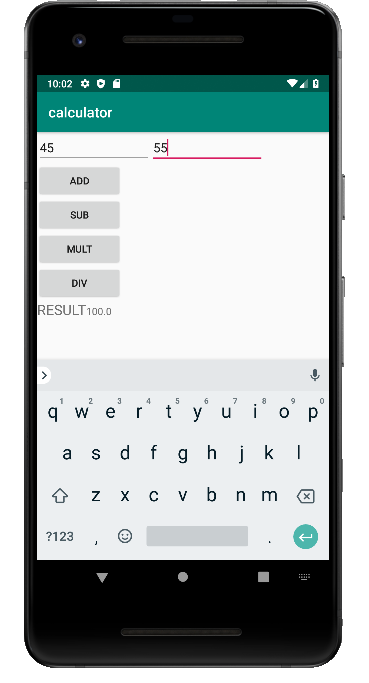 10:02
calculator
45 55
ADD
SUB
MULT
DIV
RESULT100.0
1 2 3 4 5 6 7 8 9 0
q w e r t y u i o p
a s d f g h j k l
z x c v b n m
?123 , .